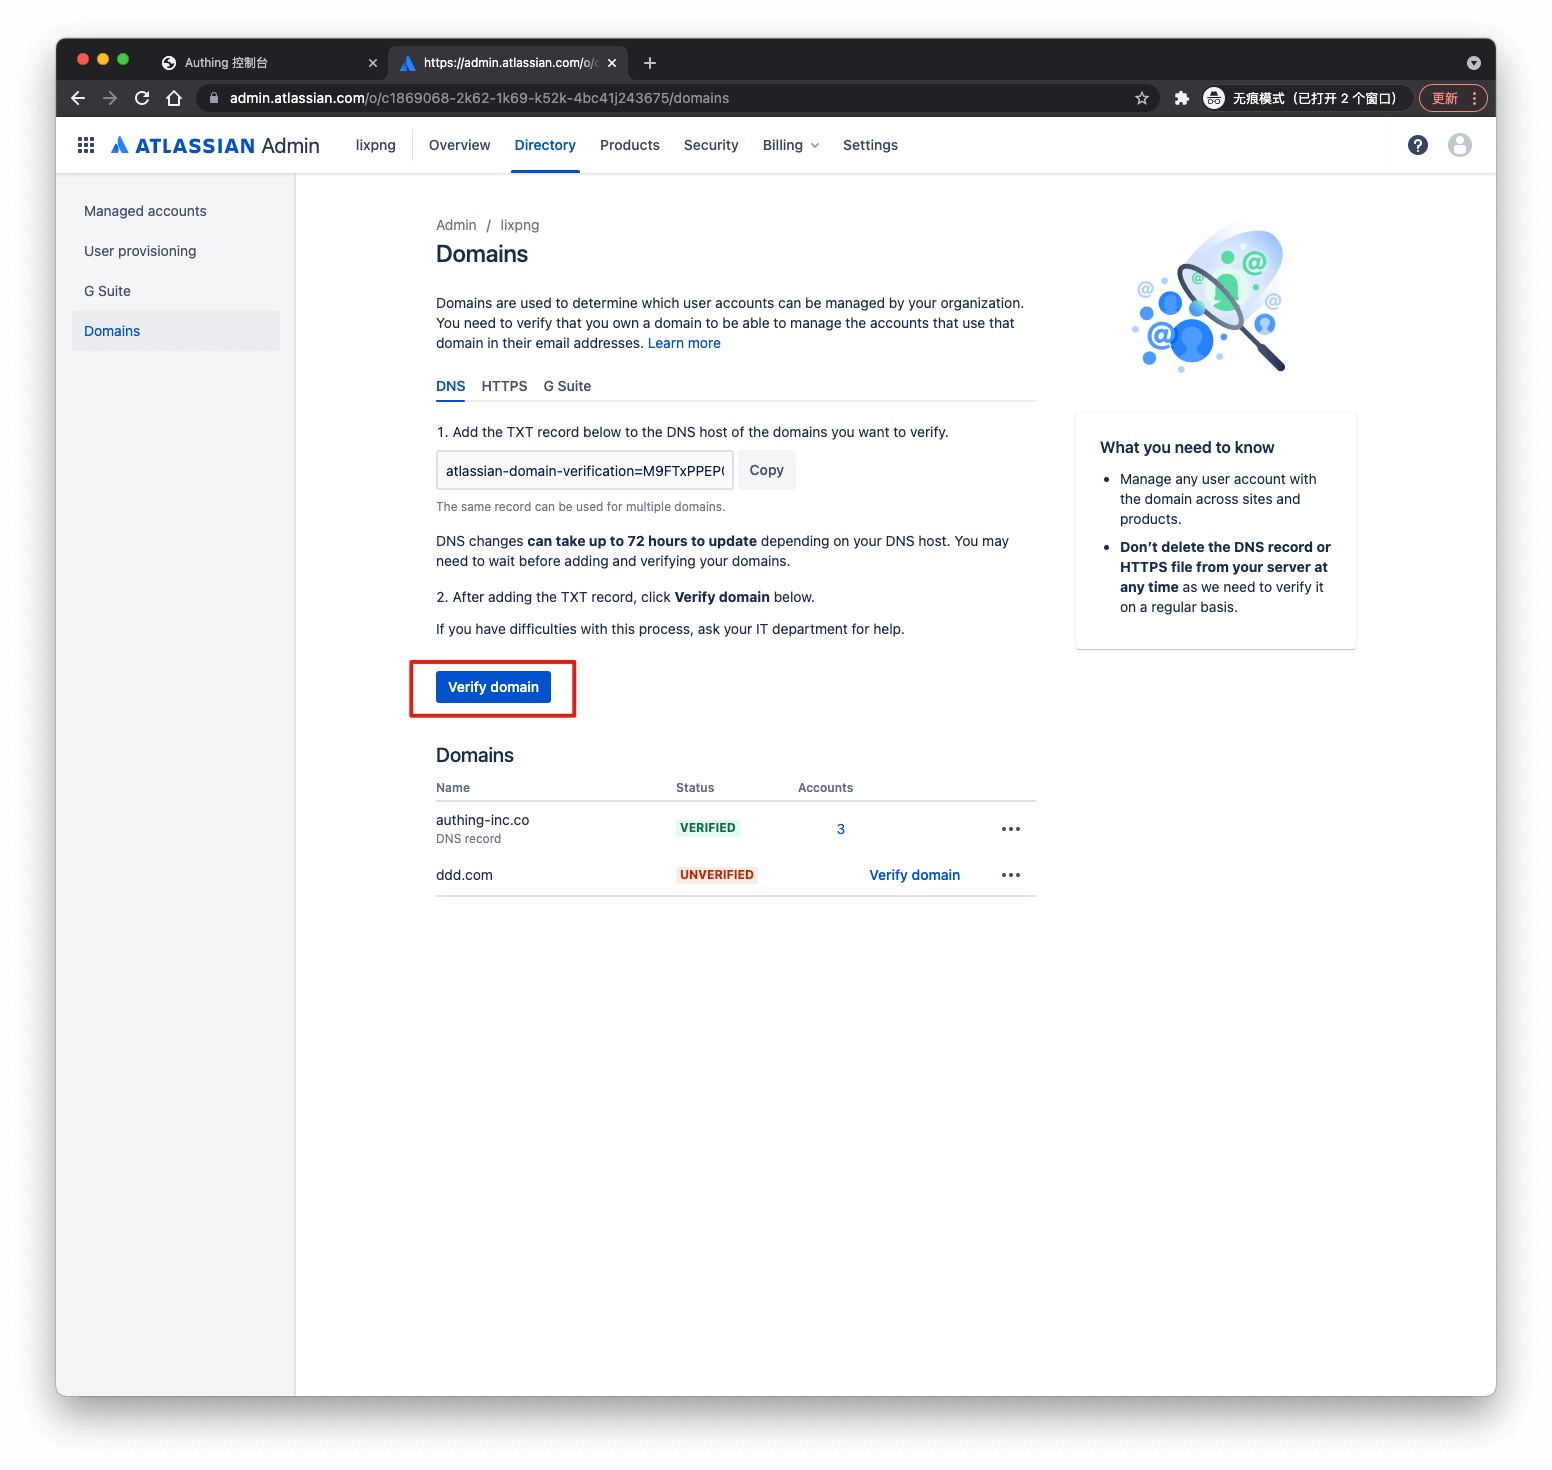 Authing 控制台
https://admin.atlassian.com/o/c
admin.atlassian.com/o/c1869068-2k62-1k69-k52k-4bc41j243675/domains
无痕模式（已打开 2 个窗口）
更新
ATLASSIAN Admin
lixpng
Overview
Directory
Products
Security
Billing
Settings
Managed accounts
User provisioning
G Suite
Domains
Admin / lixpng
Domains
Domains are used to determine which user accounts can be managed by your organization.
You need to verify that you own a domain to be able to manage the accounts that use that
domain in their email addresses. Learn more
DNS
HTTPS
G Suite
1. Add the TXT record below to the DNS host of the domains you want to verify.
atlassian-domain-verification=M9FTxPPEP
Copy
The same record can be used for multiple domains.
DNS changes can take up to 72 hours to update depending on your DNS host. You may
need to wait before adding and verifying your domains.
2. After adding the TXT record, click Verify domain below.
If you have difficulties with this process, ask your IT department for help.
Verify domain
What you need to know
• Manage any user account with
the domain across sites and
products.
• Don’t delete the DNS record or
HTTPS file from your server at
any time as we need to verify it
on a regular basis.
Domains
Name Status Accounts
authing-inc.co VERIFIED 3
DNS record
ddd.com UNVERIFIED Verify domain